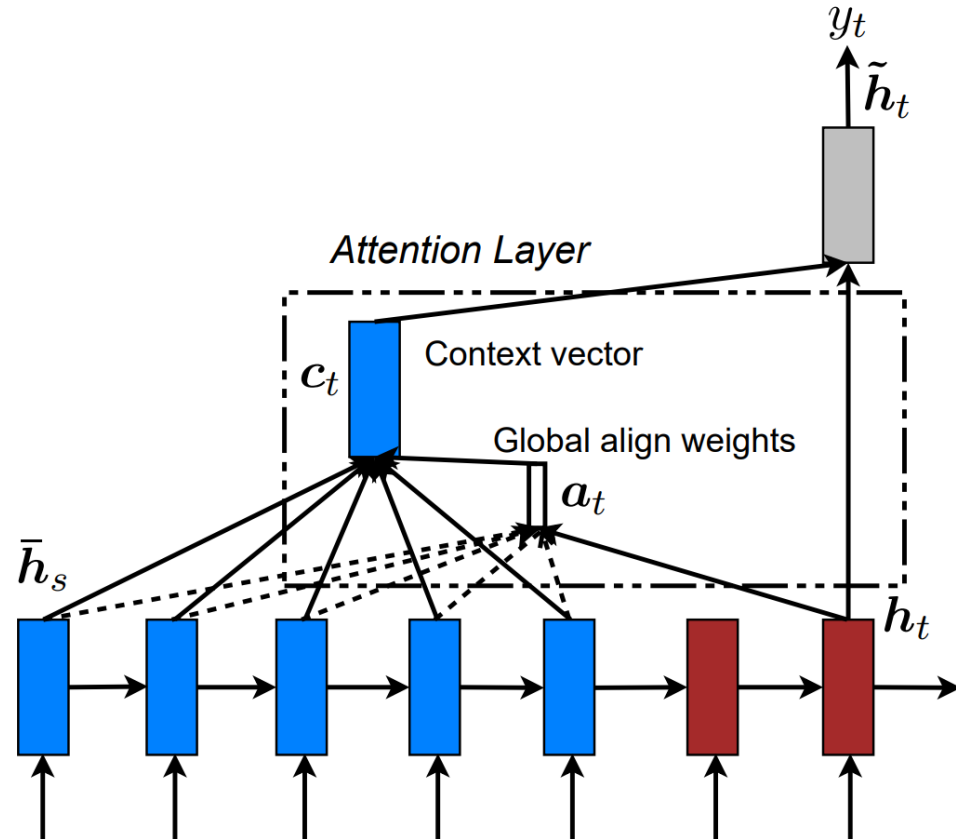 y_t
h̃_t
Attention Layer
Context vector
c_t
Global align weights
a_t
h̄_s
h_t